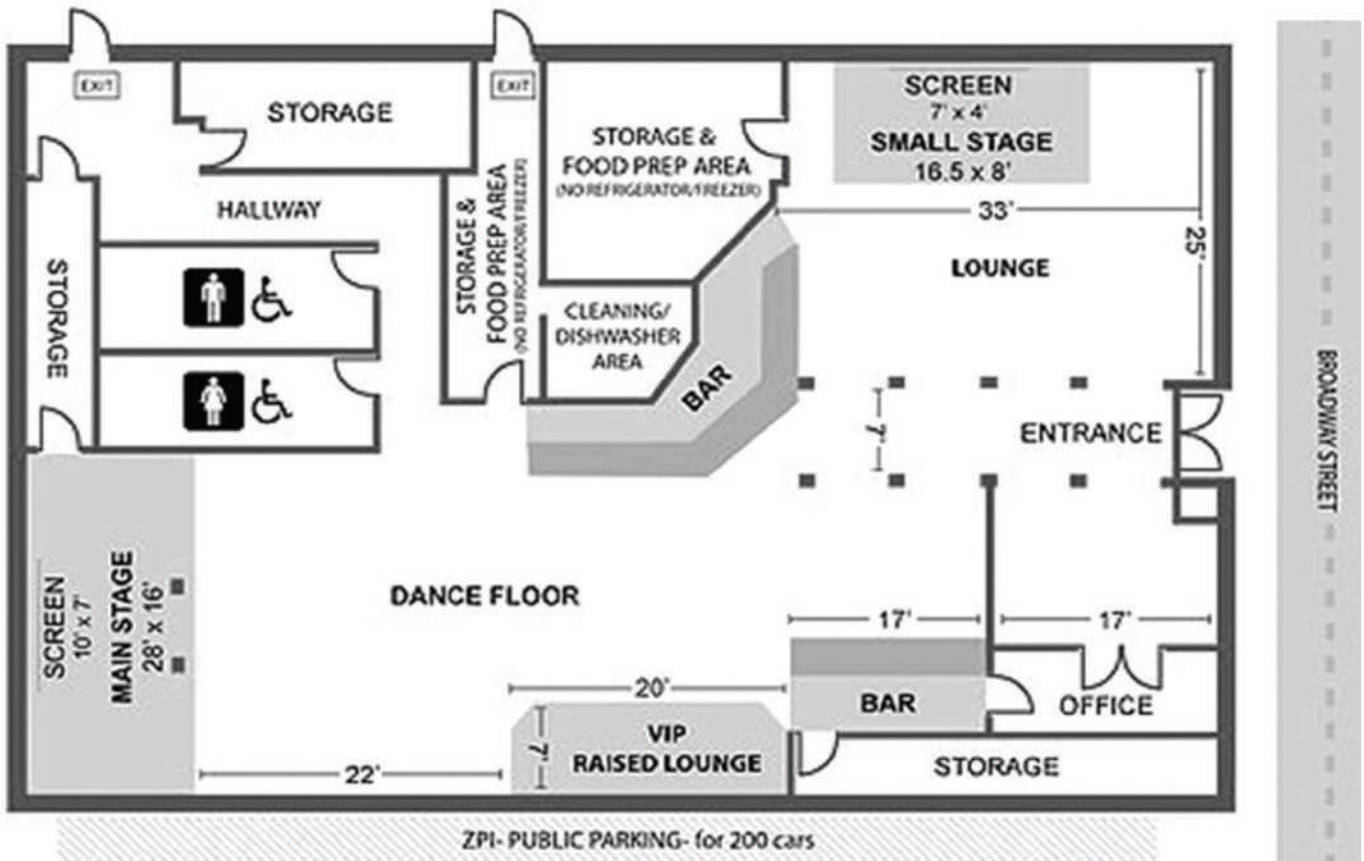 EXIT
EXIT
STORAGE
STORAGE &
FOOD PREP AREA
(NO REFRIGERATOR/FREEZER)
SCREEN
7' x 4'
SMALL STAGE
16.5 x 8'
33'
25'
LOUNGE
HALLWAY
STORAGE
STORAGE &
FOOD PREP AREA
(NO REFRIGERATOR/FREEZER)
CLEANING/
DISHWASHER
AREA
BAR
7'
ENTRANCE
BROADWAY STREET
SCREEN
10' x 7'
MAIN STAGE
28' x 16'
DANCE FLOOR
17'
17'
20'
BAR
OFFICE
7'
VIP
RAISED LOUNGE
22'
STORAGE
ZPI- PUBLIC PARKING- for 200 cars